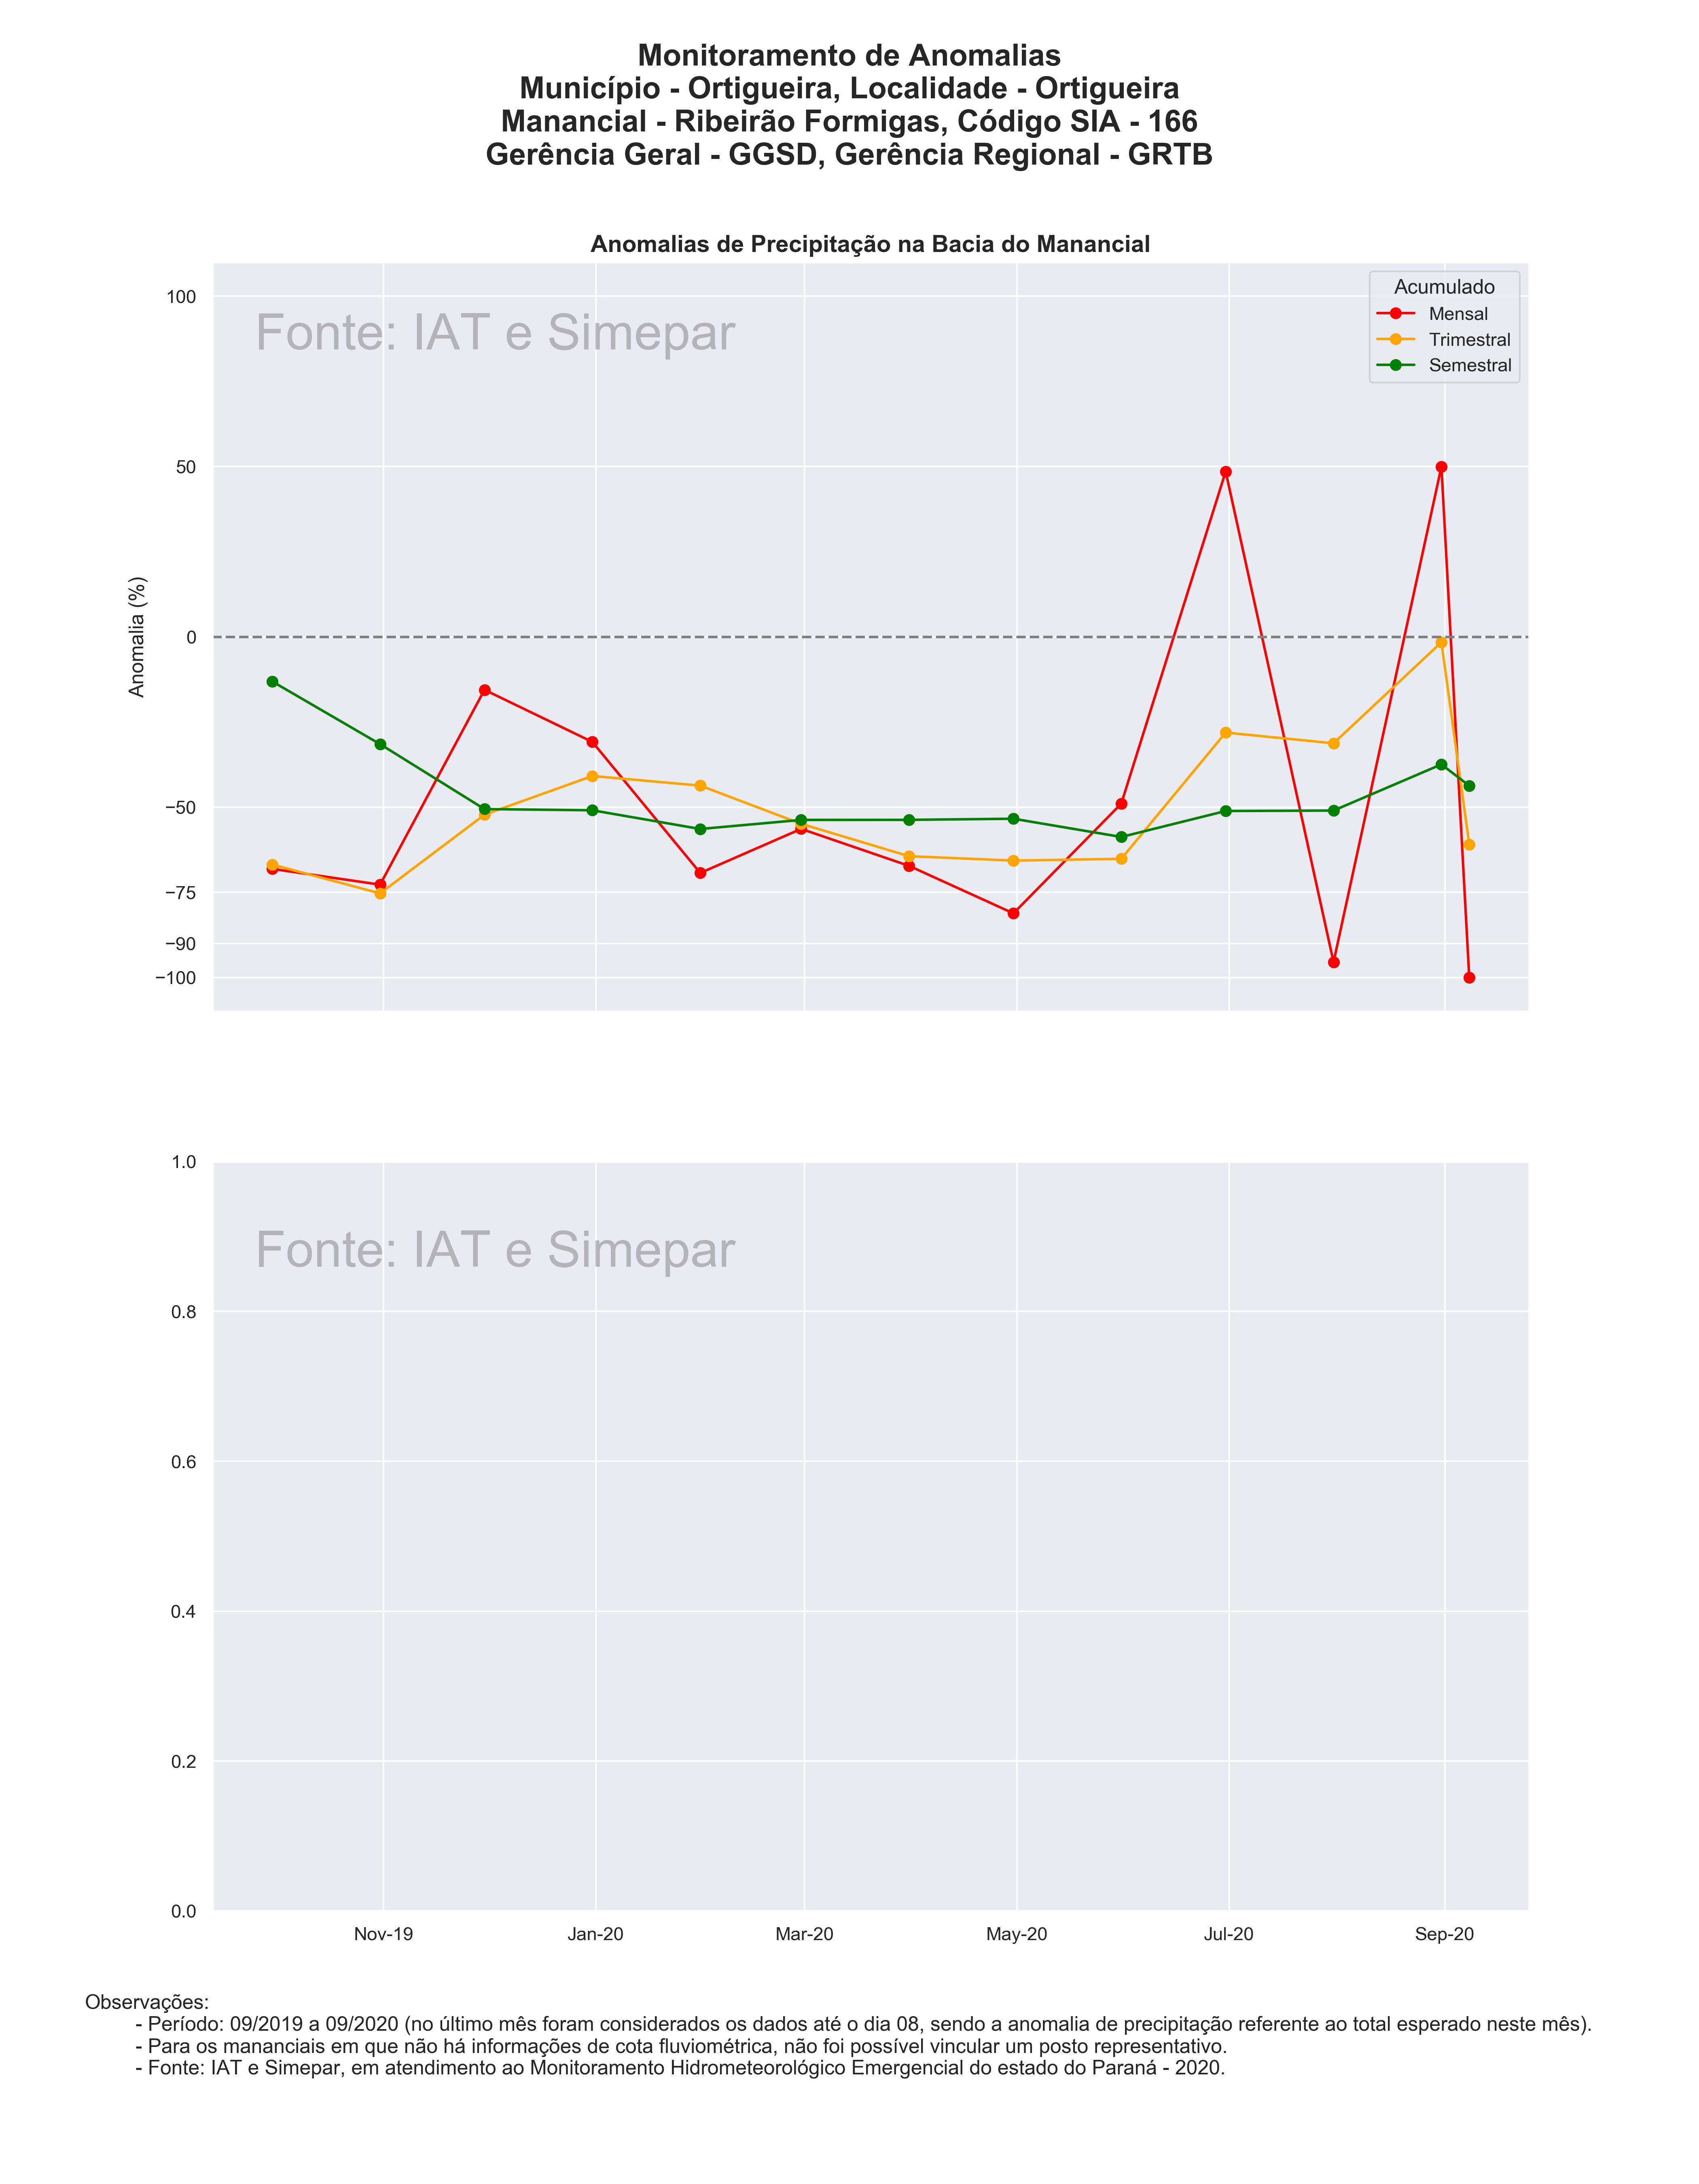 Monitoramento de Anomalias
Município - Ortigueira, Localidade - Ortigueira
Manancial - Ribeirão Formigas, Código SIA - 166
Gerência Geral - GGSD, Gerência Regional - GRTB
Anomalias de Precipitação na Bacia do Manancial
Fonte: IAT e Simepar
Acumulado
Mensal
Trimestral
Semestral
Anomalia (%)
100
50
0
−50
−75
−90
−100
Fonte: IAT e Simepar
1.0
0.8
0.6
0.4
0.2
0.0
Nov-19 Jan-20 Mar-20 May-20 Jul-20 Sep-20
Observações:
- Período: 09/2019 a 09/2020 (no último mês foram considerados os dados até o dia 08, sendo a anomalia de precipitação referente ao total esperado neste mês).
- Para os mananciais em que não há informações de cota fluviométrica, não foi possível vincular um posto representativo.
- Fonte: IAT e Simepar, em atendimento ao Monitoramento Hidrometeorológico Emergencial do estado do Paraná - 2020.